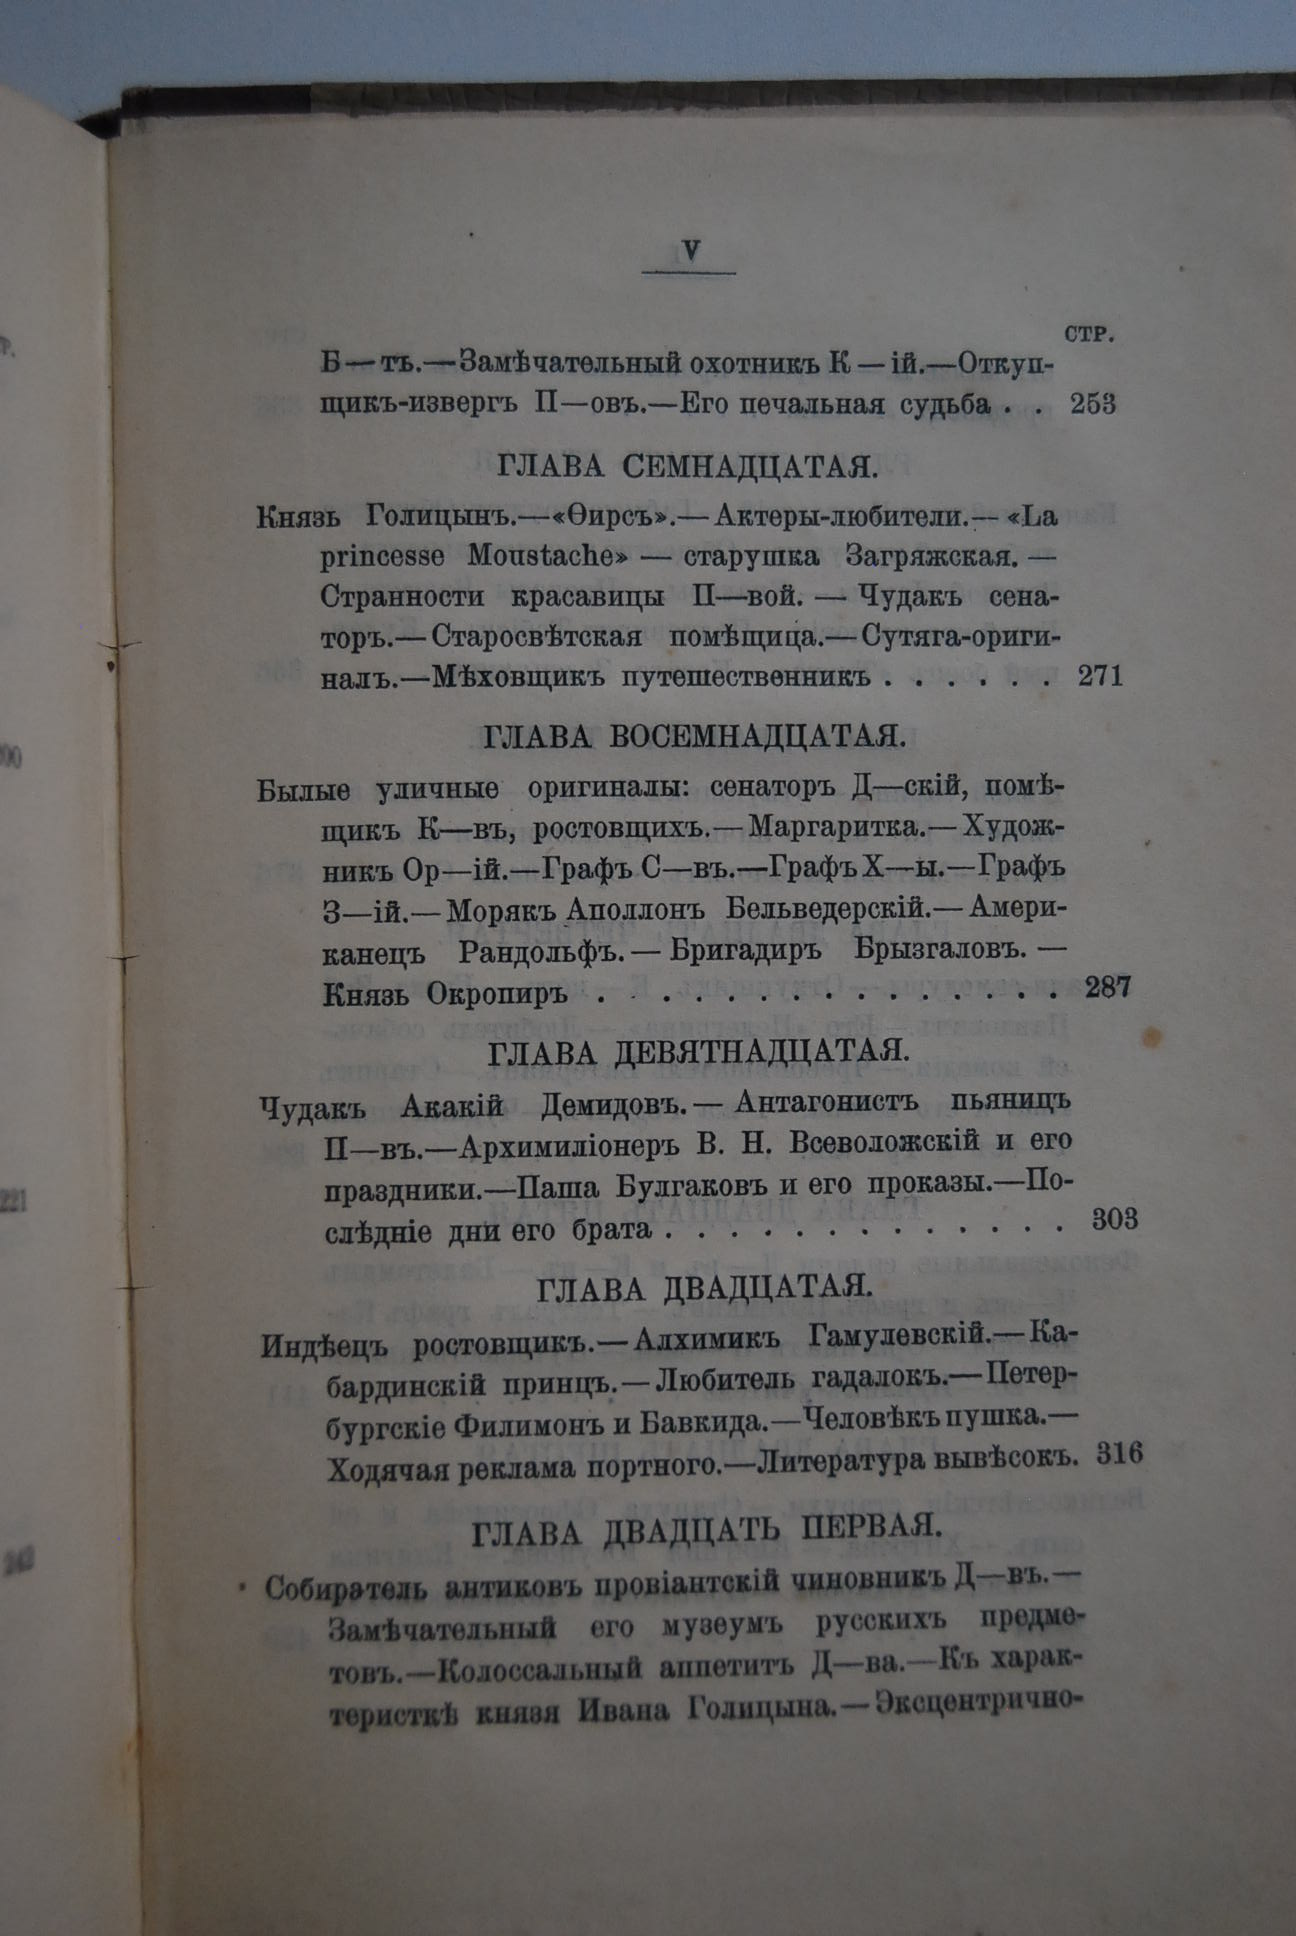 V
СТР.
Б—тъ.—Замѣчательный охотникъ К—ій.—Откуп-
щикъ-извергъ П—овъ.—Его печальная судьба . . 253
ГЛАВА СЕМНАДЦАТАЯ.
Князь Голицынъ.—«Ѳирсъ».—Актеры-любители.—«La
princesse Moustache» — старушка Загряжская. —
Странности красавицы П—вой. — Чудакъ сена-
торъ.—Старосвѣтская помѣщица.—Сутяга-ориги-
налъ.—Мѣховщикъ путешественникъ . . . . . . 271
ГЛАВА ВОСЕМНАДЦАТАЯ.
Былые уличные оригиналы: сенаторъ Д—скій, помѣ-
щикъ К—въ, ростовщихъ.—Маргаритка.—Худож-
никъ Ор—ій.—Графъ С—въ.—Графъ Х—ы.—Графъ
З—ій.—Морякъ Аполлонъ Бельведерскій.—Амери-
канецъ Рандольфъ.—Бригадиръ Брызгаловъ. —
Князь Окропиръ . . . . . . . . . . . . . . . 287
ГЛАВА ДЕВЯТНАДЦАТАЯ.
Чудакъ Акакій Демидовъ. — Антагонистъ пьяницъ
П—въ.—Архимиліонеръ В. Н. Всеволожскій и его
праздники.—Паша Булгаковъ и его проказы.—По-
слѣдніе дни его брата . . . . . . . . . . . . . 303
ГЛАВА ДВАДЦАТАЯ.
Индѣецъ ростовщикъ.—Алхимикъ Гамулевскій.—Ка-
бардинскій принцъ.—Любитель гадалокъ.—Петер-
бургскіе Филимонъ и Бавкида.—Человѣкъ пушка.—
Ходячая реклама портного.—Литература вывѣсокъ. 316
ГЛАВА ДВАДЦАТЬ ПЕРВАЯ.
Собиратель антиковъ провіантскій чиновникъ Д—въ.—
Замѣчательный его музеумъ русскихъ предме-
товъ.—Колоссальный аппетитъ Д—ва.—Къ харак-
теристкѣ князя Ивана Голицына.—Эксцентрично-
221